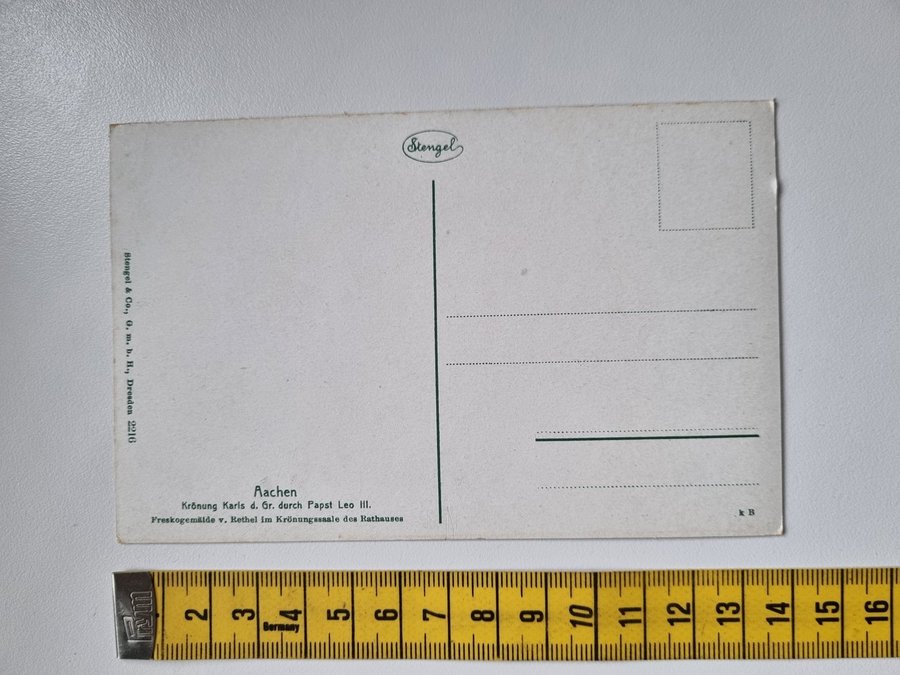 Stengel
Stengel & Co., G. m. b. H., Dresden 2216
Aachen
Krönung Karls d. Gr. durch Papst Leo III.
Freskogemälde v. Rethel im Krönungssaale des Rathauses
k B
Prym
2 3 4 5 6 7 8 9 10 11 12 13 14 15 16
Germany